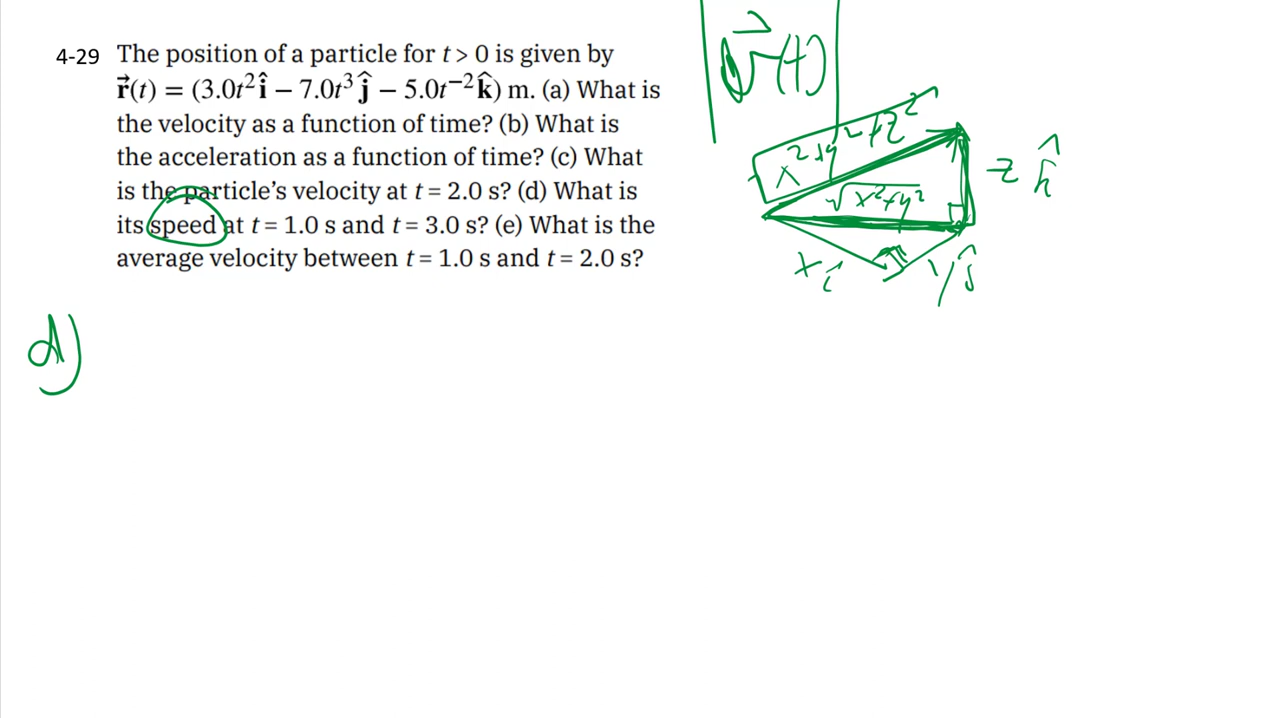 4-29 The position of a particle for t > 0 is given by
r⃗(t) = (3.0t²î − 7.0t³ĵ − 5.0t⁻²k̂) m. (a) What is
the velocity as a function of time? (b) What is
the acceleration as a function of time? (c) What
is the particle’s velocity at t = 2.0 s? (d) What is
its speed at t = 1.0 s and t = 3.0 s? (e) What is the
average velocity between t = 1.0 s and t = 2.0 s?
|v⃗(t)|
√x²+y²+z²
z k̂
√x²+y²
x î
y ĵ
d)